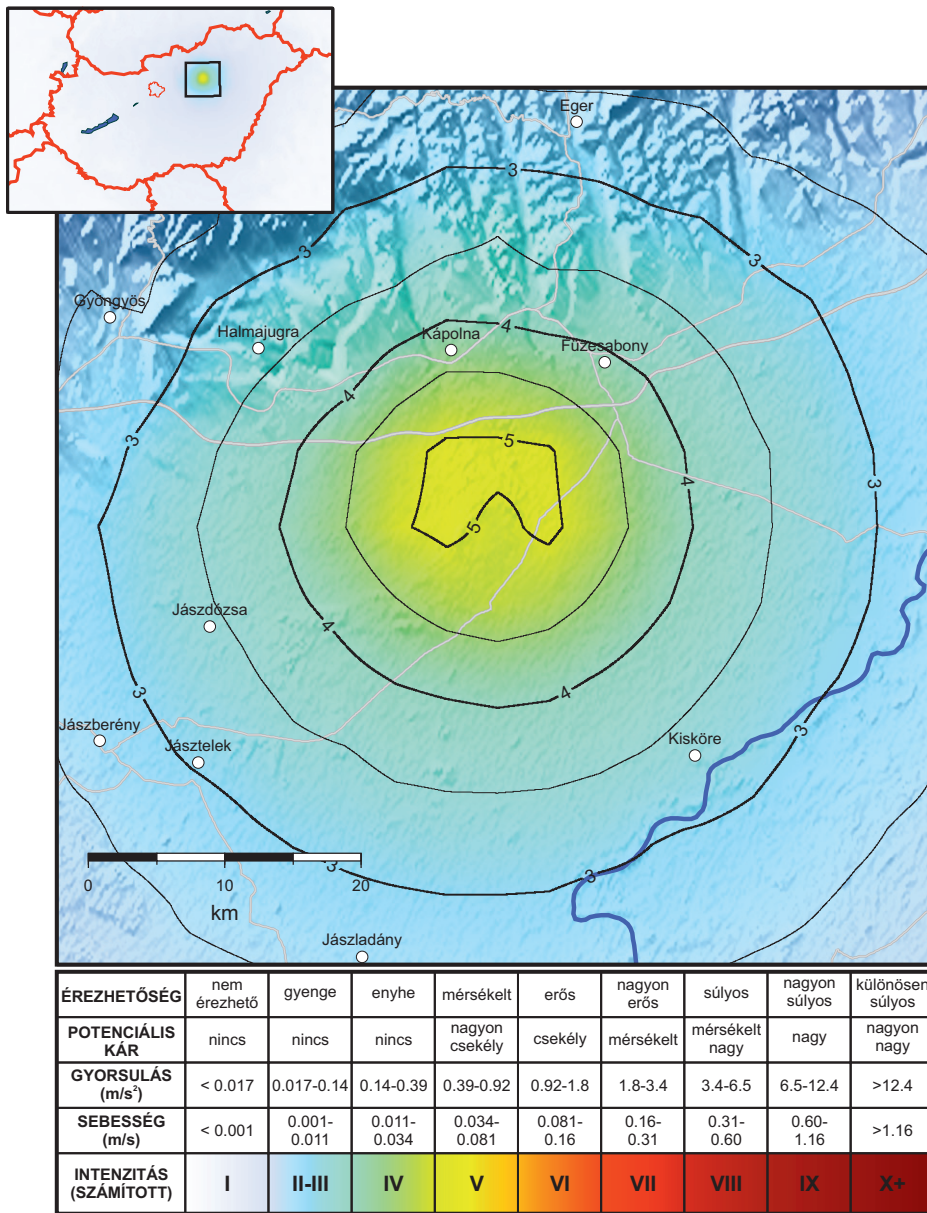 Eger
3
3
3
Gyöngyös
Halmajugra
Kápolna
4
Füzesabony
4
3
5
4
3
5
Jászdózsa
4
4
3
3
Jászberény
Jásztelek
Kisköre
3
3
0
10
20
km
Jászladány
ÉREZHETŐSÉG nem érezhető gyenge enyhe mérsékelt erős nagyon erős súlyos nagyon súlyos különösen súlyos
POTENCIÁLIS KÁR nincs nincs nincs nagyon csekély csekély mérsékelt mérsékelt nagy nagy nagyon nagy
GYORSULÁS (m/s²) < 0.017 0.017-0.14 0.14-0.39 0.39-0.92 0.92-1.8 1.8-3.4 3.4-6.5 6.5-12.4 >12.4
SEBESSÉG (m/s) < 0.001 0.001-0.011 0.011-0.034 0.034-0.081 0.081-0.16 0.16-0.31 0.31-0.60 0.60-1.16 >1.16
INTENZITÁS (SZÁMÍTOTT) I II-III IV V VI VII VIII IX X+